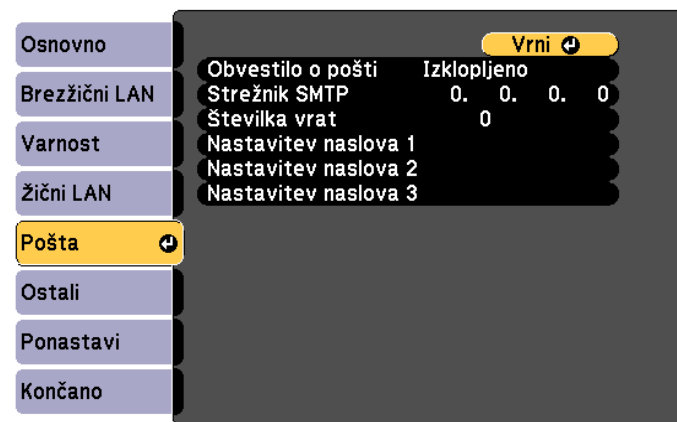 Osnovno
Brezžični LAN
Varnost
Žični LAN
Pošta
Ostali
Ponastavi
Končano
Vrni
Obvestilo o pošti Izklopljeno
Strežnik SMTP 0. 0. 0. 0
Številka vrat 0
Nastavitev naslova 1
Nastavitev naslova 2
Nastavitev naslova 3